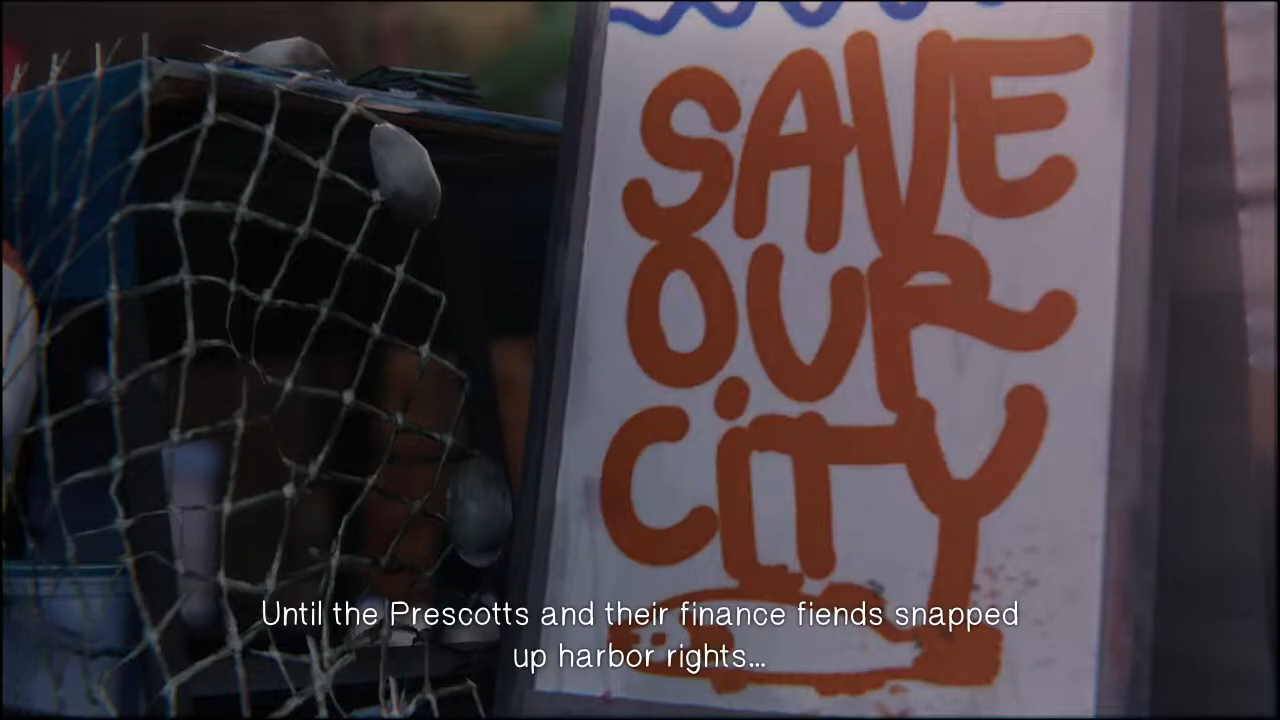 SAVE
OUR
CITY
Until the Prescotts and their finance fiends snapped
up harbor rights...